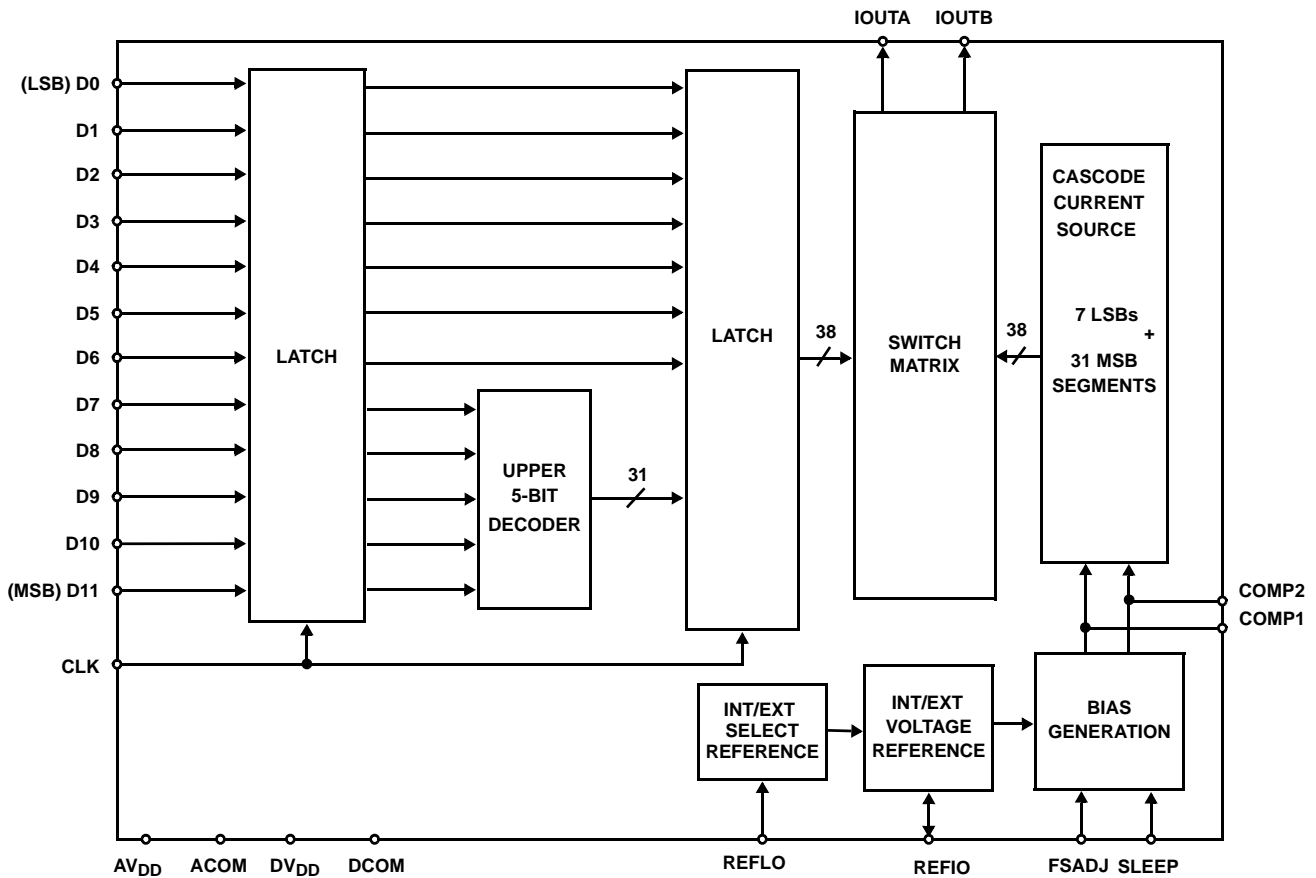 IOUTA IOUTB
(LSB) D0
D1
D2
D3
D4
D5
D6
D7
D8
D9
D10
(MSB) D11
CLK
LATCH
UPPER
5-BIT
DECODER
31
LATCH
38
SWITCH
MATRIX
38
CASCODE
CURRENT
SOURCE
7 LSBs
+
31 MSB
SEGMENTS
COMP2
COMP1
INT/EXT
SELECT
REFERENCE
INT/EXT
VOLTAGE
REFERENCE
BIAS
GENERATION
AVDD ACOM DVDD DCOM REFLO REFIO FSADJ SLEEP